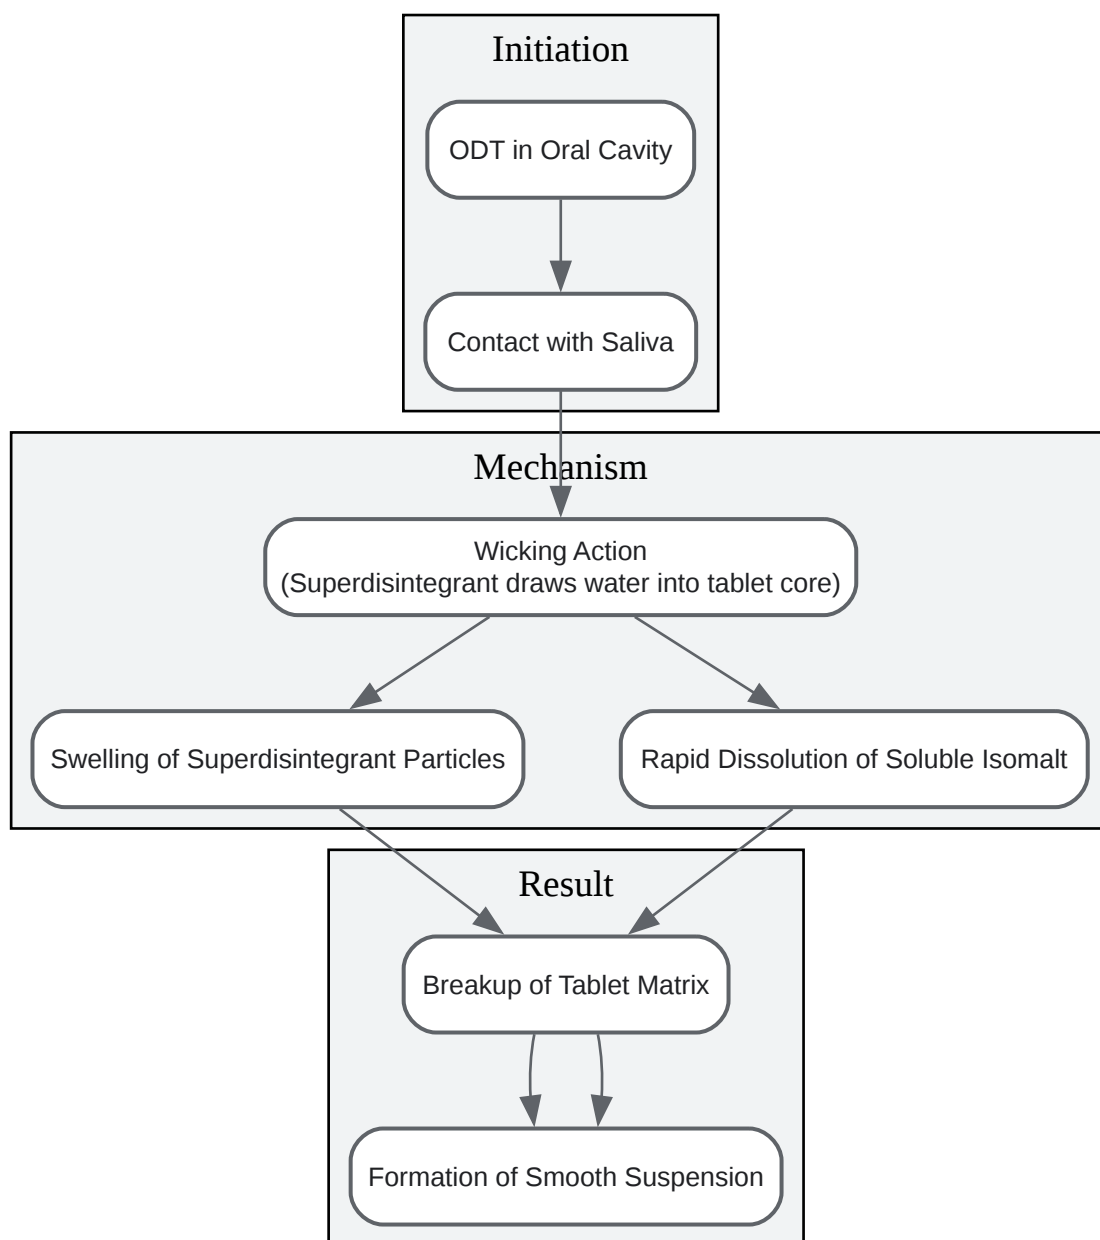 Initiation
ODT in Oral Cavity
Contact with Saliva
Mechanism
Wicking Action
(Superdisintegrant draws water into tablet core)
Swelling of Superdisintegrant Particles
Rapid Dissolution of Soluble Isomalt
Result
Breakup of Tablet Matrix
Formation of Smooth Suspension